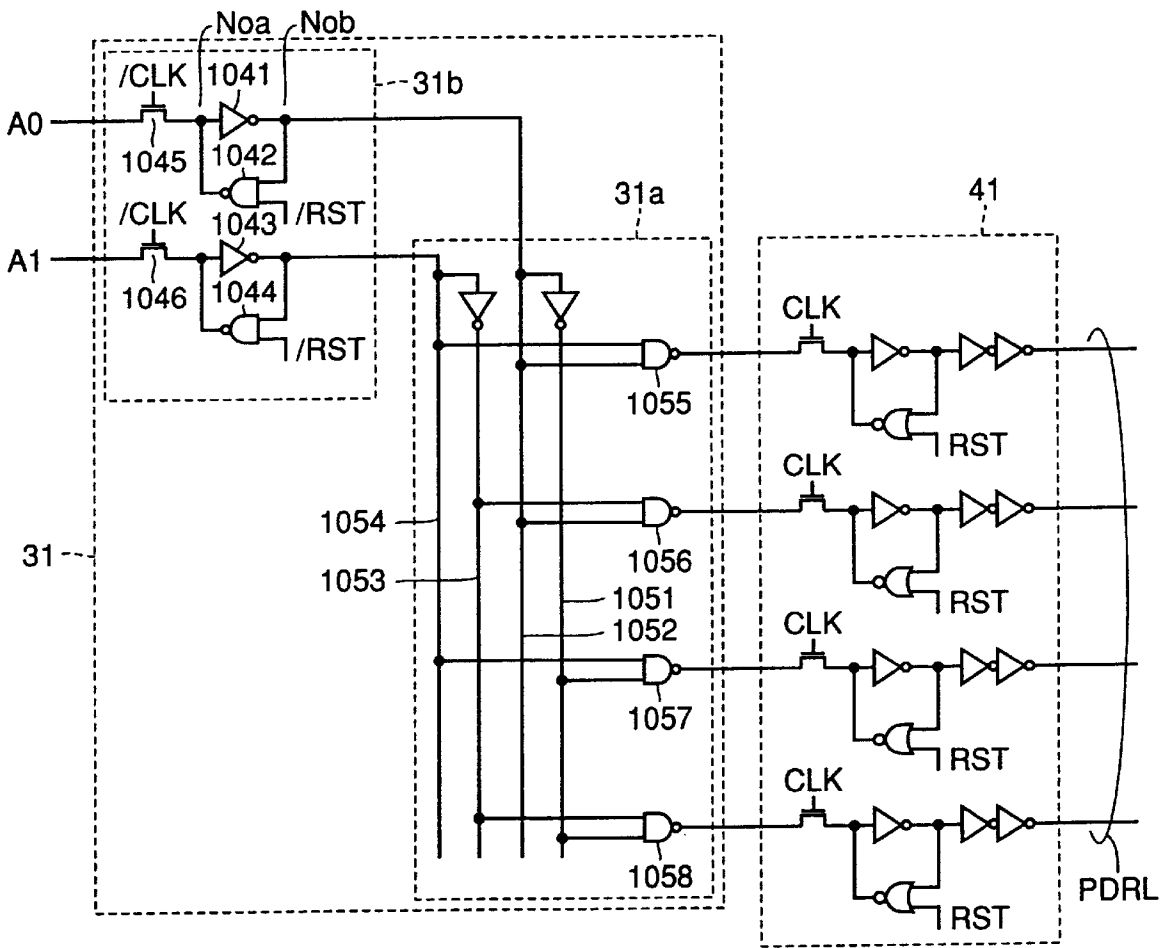 Noa Nob
/CLK 1041
31b
A0
1045 1042
/RST
/CLK 1043
31a
41
A1
1046 1044
/RST
CLK
1055
RST
CLK
1054
1056
31
1053
RST
1051
1052
CLK
1057
RST
CLK
1058
PDRL
RST